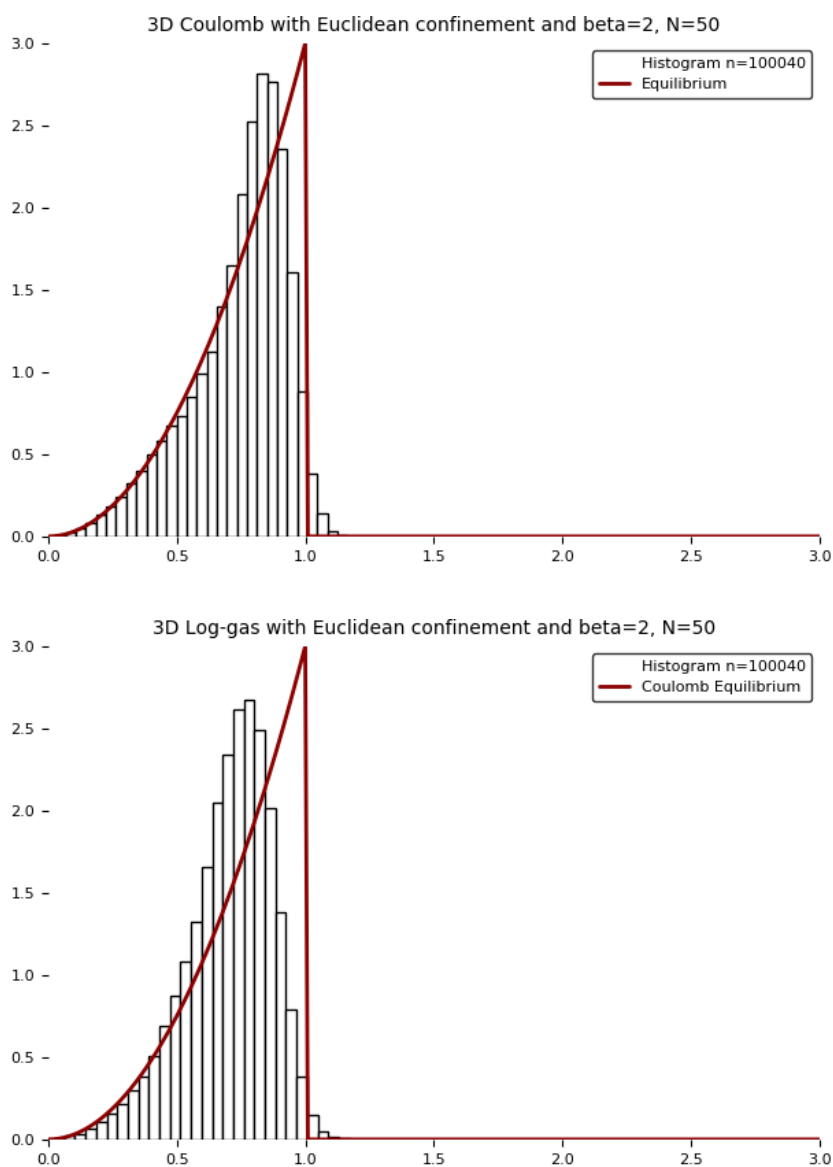 3D Coulomb with Euclidean confinement and beta=2, N=50
Histogram n=100040
Equilibrium
3.0
2.5
2.0
1.5
1.0
0.5
0.0
0.0 0.5 1.0 1.5 2.0 2.5 3.0
3D Log-gas with Euclidean confinement and beta=2, N=50
Histogram n=100040
Coulomb Equilibrium
3.0
2.5
2.0
1.5
1.0
0.5
0.0
0.0 0.5 1.0 1.5 2.0 2.5 3.0